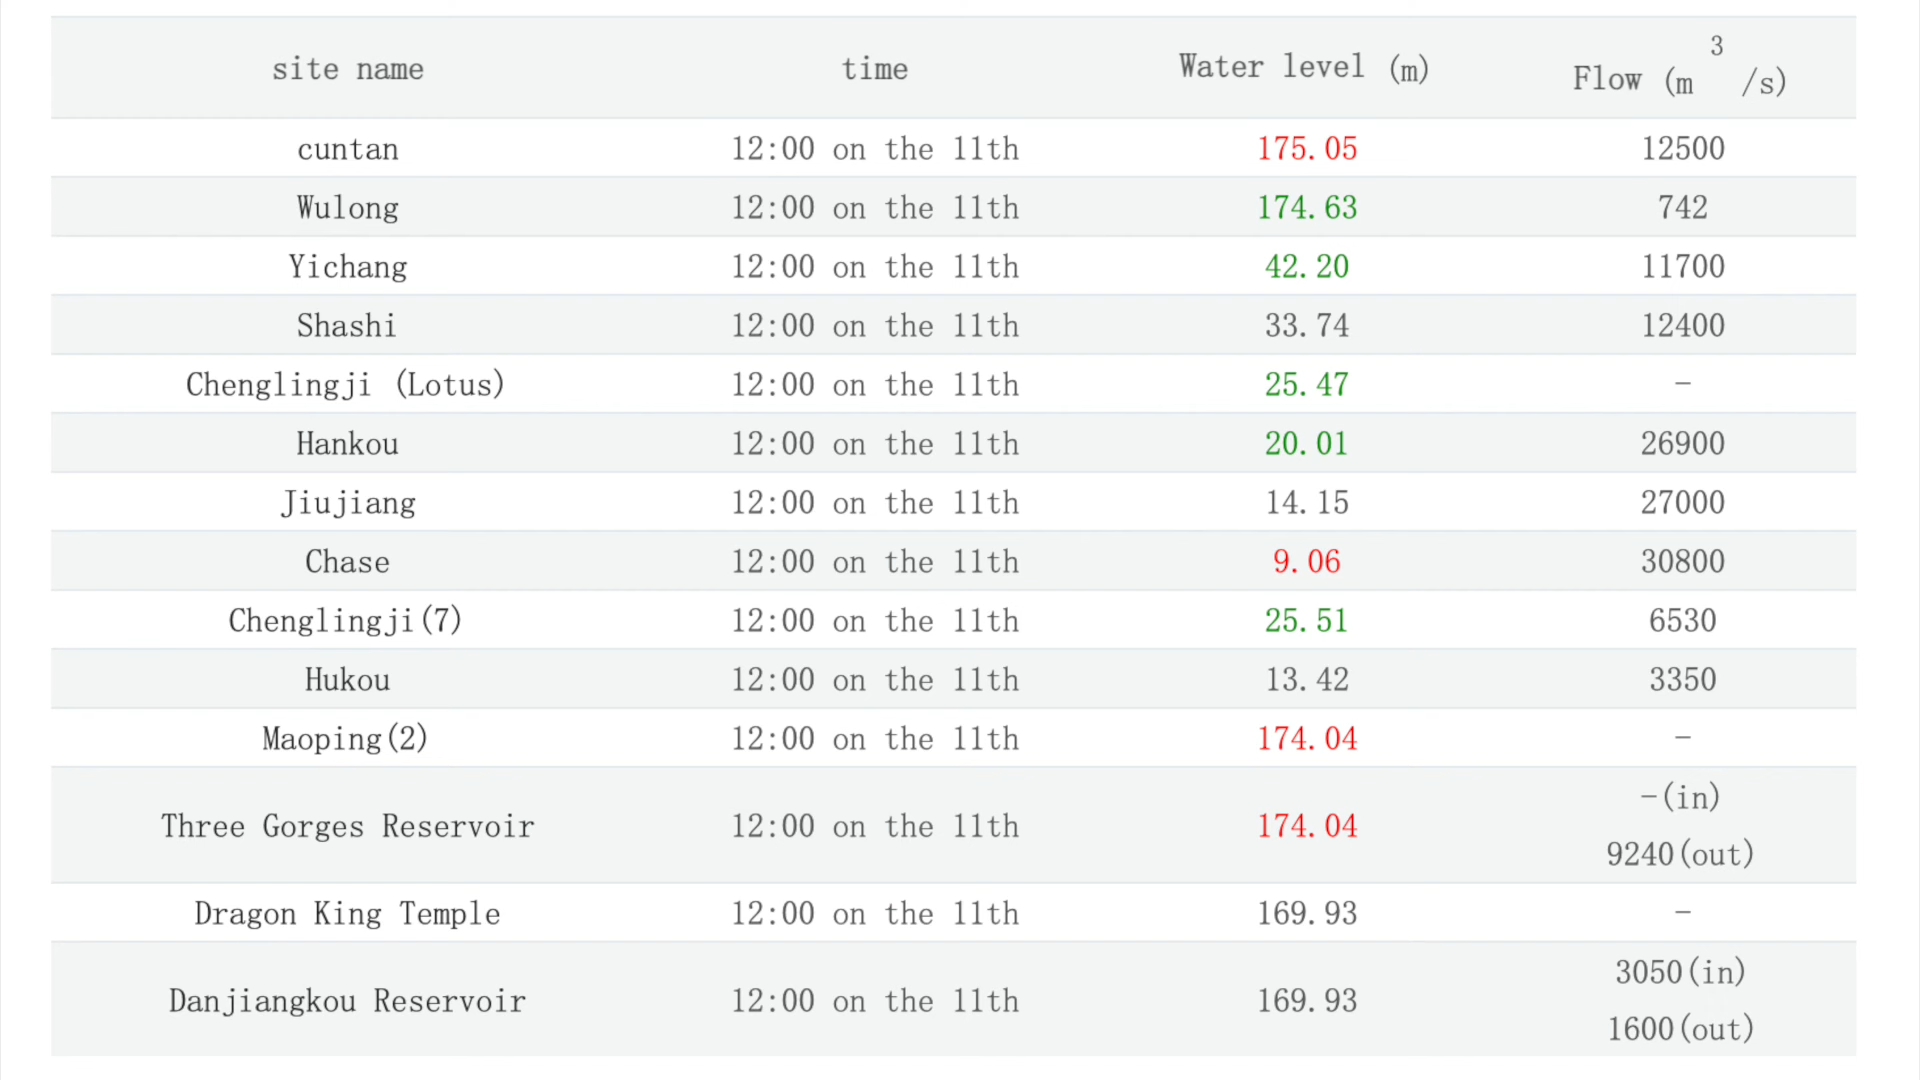 site name time Water level (m) Flow (m³/s)
cuntan 12:00 on the 11th 175.05 12500
Wulong 12:00 on the 11th 174.63 742
Yichang 12:00 on the 11th 42.20 11700
Shashi 12:00 on the 11th 33.74 12400
Chenglingji (Lotus) 12:00 on the 11th 25.47 -
Hankou 12:00 on the 11th 20.01 26900
Jiujiang 12:00 on the 11th 14.15 27000
Chase 12:00 on the 11th 9.06 30800
Chenglingji(7) 12:00 on the 11th 25.51 6530
Hukou 12:00 on the 11th 13.42 3350
Maoping(2) 12:00 on the 11th 174.04 -
Three Gorges Reservoir 12:00 on the 11th 174.04 -(in)
9240(out)
Dragon King Temple 12:00 on the 11th 169.93 -
Danjiangkou Reservoir 12:00 on the 11th 169.93 3050(in)
1600(out)